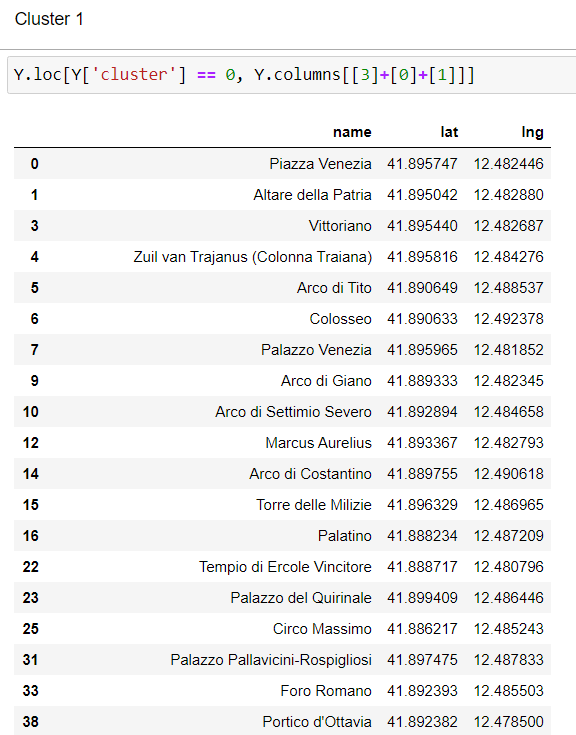 Cluster 1
Y.loc[Y['cluster'] == 0, Y.columns[[3]+[0]+[1]]]
name lat lng
0 Piazza Venezia 41.895747 12.482446
1 Altare della Patria 41.895042 12.482880
3 Vittoriano 41.895440 12.482687
4 Zuil van Trajanus (Colonna Traiana) 41.895816 12.484276
5 Arco di Tito 41.890649 12.488537
6 Colosseo 41.890633 12.492378
7 Palazzo Venezia 41.895965 12.481852
9 Arco di Giano 41.889333 12.482345
10 Arco di Settimio Severo 41.892894 12.484658
12 Marcus Aurelius 41.893367 12.482793
14 Arco di Costantino 41.889755 12.490618
15 Torre delle Milizie 41.896329 12.486965
16 Palatino 41.888234 12.487209
22 Tempio di Ercole Vincitore 41.888717 12.480796
23 Palazzo del Quirinale 41.899409 12.486446
25 Circo Massimo 41.886217 12.485243
31 Palazzo Pallavicini-Rospigliosi 41.897475 12.487833
33 Foro Romano 41.892393 12.485503
38 Portico d'Ottavia 41.892382 12.478500